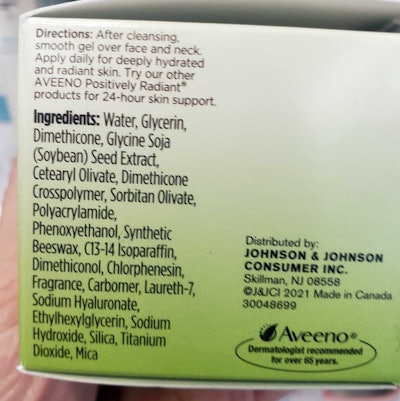 Directions: After cleansing,
smooth gel over face and neck.
Apply daily for deeply hydrated
and radiant skin. Try our other
AVEENO Positively Radiant®
products for 24-hour skin support.
Ingredients: Water, Glycerin,
Dimethicone, Glycine Soja
(Soybean) Seed Extract,
Cetearyl Olivate, Dimethicone
Crosspolymer, Sorbitan Olivate,
Polyacrylamide,
Phenoxyethanol, Synthetic
Beeswax, C13-14 Isoparaffin,
Dimethiconol, Chlorphenesin,
Fragrance, Carbomer, Laureth-7,
Sodium Hyaluronate,
Ethylhexylglycerin, Sodium
Hydroxide, Silica, Titanium
Dioxide, Mica
Distributed by:
JOHNSON & JOHNSON
CONSUMER INC.
Skillman, NJ 08558
©J&JCI 2021 Made in Canada
30048699
Aveeno®
Dermatologist recommended
for over 65 years.